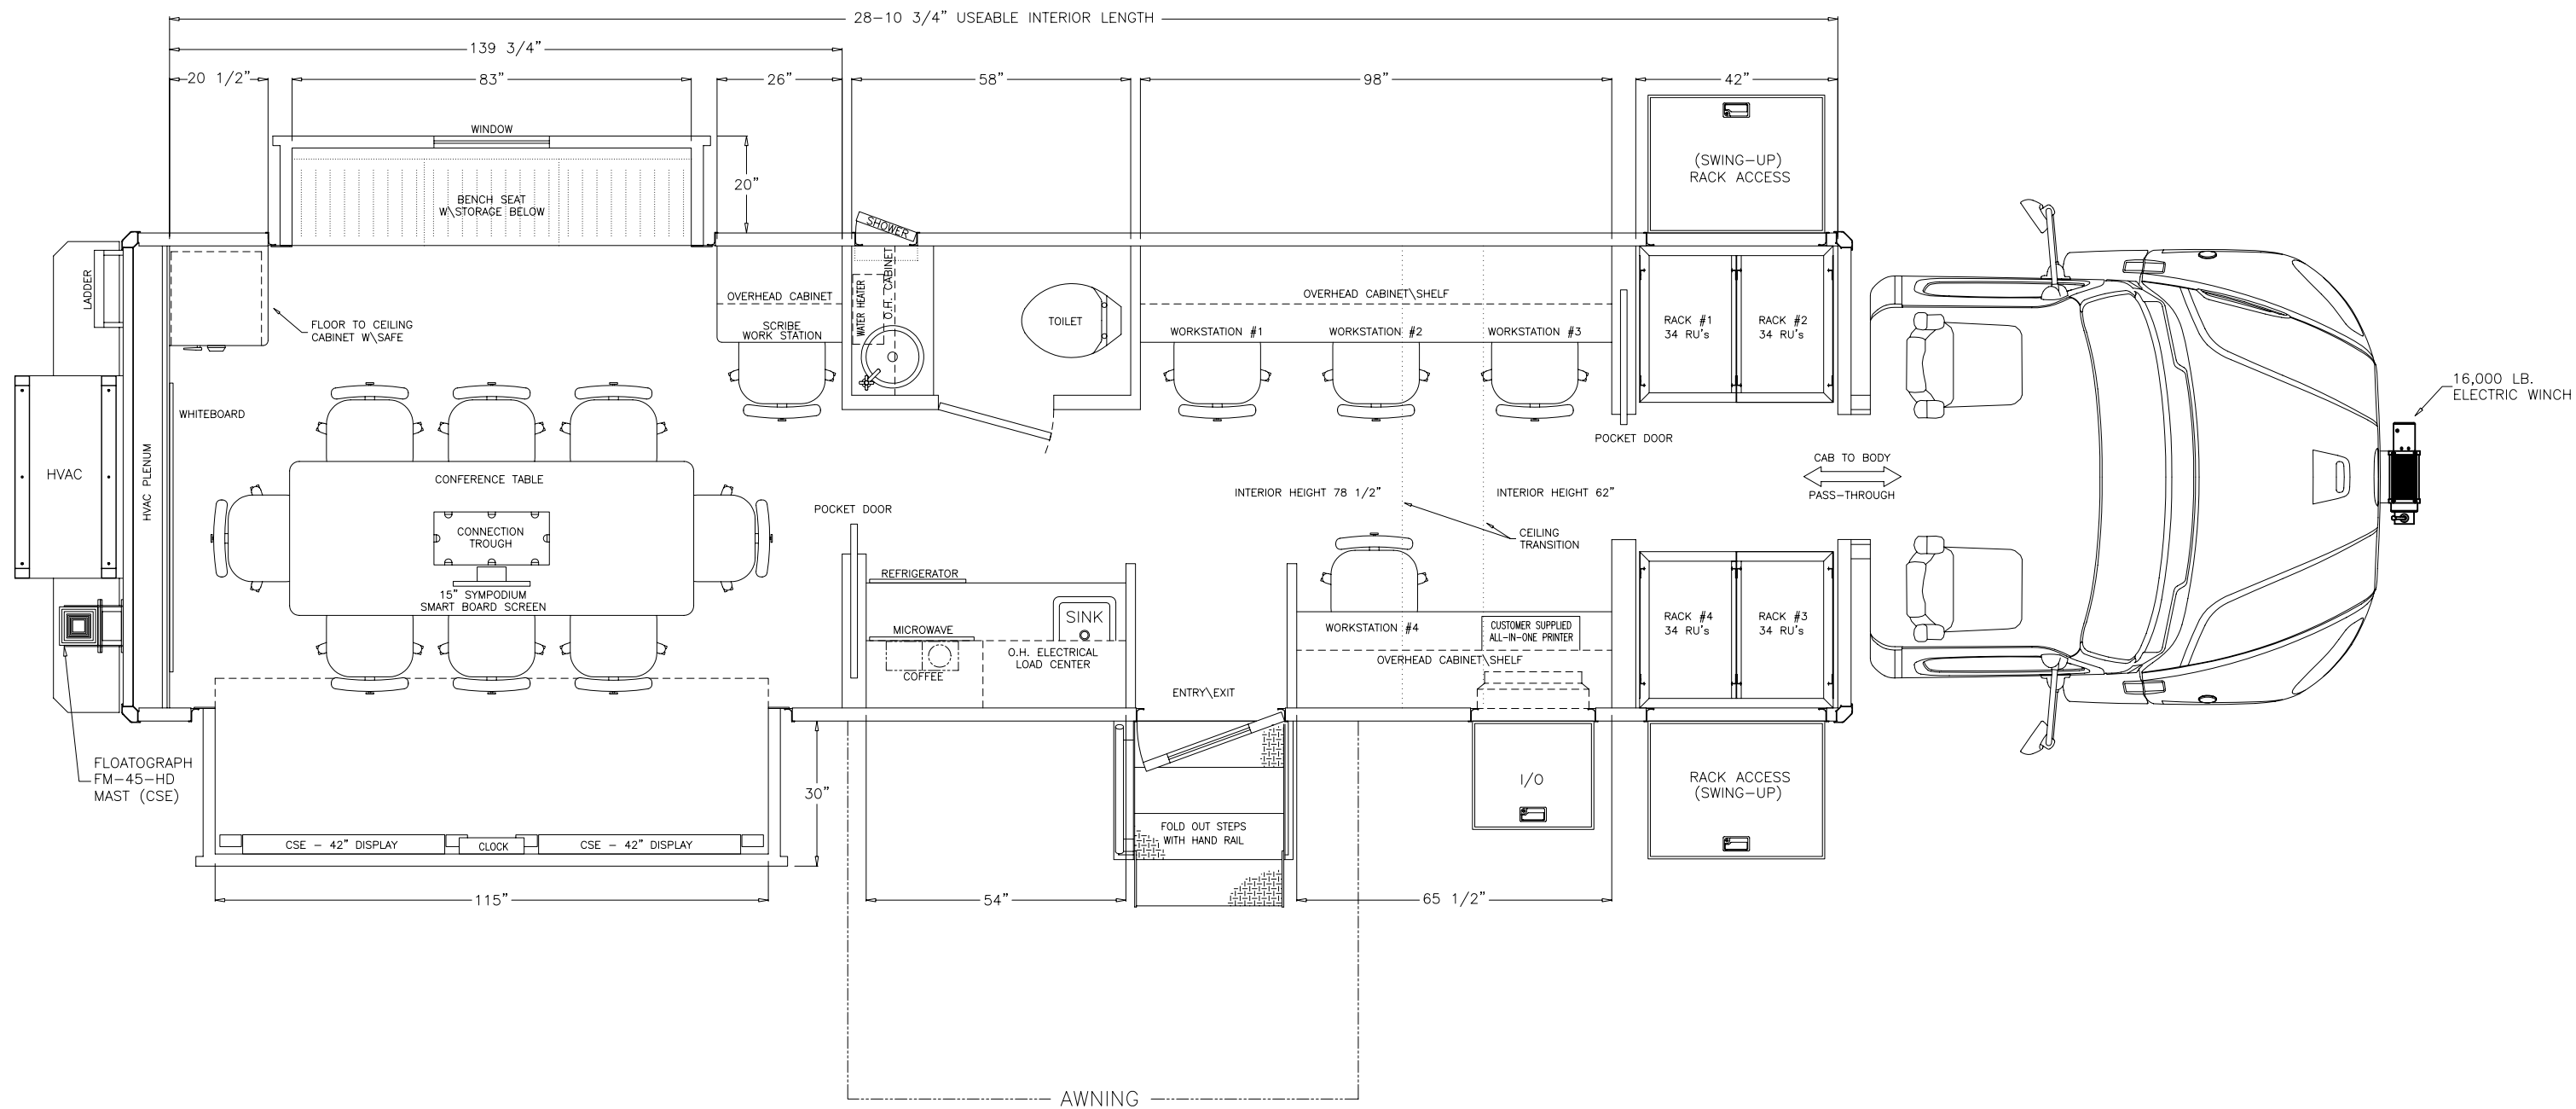 28-10 3/4" USEABLE INTERIOR LENGTH
139 3/4"
20 1/2"
83"
26"
58"
98"
42"
WINDOW
20"
BENCH SEAT
W\STORAGE BELOW
(SWING-UP)
RACK ACCESS
SHOWER
LADDER
FLOOR TO CEILING
CABINET W\SAFE
OVERHEAD CABINET
SCRIBE
WORK STATION
WATER HEATER
O.H. CABINET
TOILET
OVERHEAD CABINET\SHELF
WORKSTATION #1
WORKSTATION #2
WORKSTATION #3
RACK #1
34 RU's
RACK #2
34 RU's
16,000 LB.
ELECTRIC WINCH
WHITEBOARD
HVAC
HVAC PLENUM
POCKET DOOR
CAB TO BODY
PASS-THROUGH
CONFERENCE TABLE
CONNECTION
TROUGH
15" SYMPODIUM
SMART BOARD SCREEN
POCKET DOOR
INTERIOR HEIGHT 78 1/2"
INTERIOR HEIGHT 62"
CEILING
TRANSITION
REFRIGERATOR
SINK
MICROWAVE
COFFEE
O.H. ELECTRICAL
LOAD CENTER
WORKSTATION #4
CUSTOMER SUPPLIED
ALL-IN-ONE PRINTER
OVERHEAD CABINET\SHELF
RACK #4
34 RU's
RACK #3
34 RU's
ENTRY\EXIT
FLOATOGRAPH
FM-45-HD
MAST (CSE)
30"
I/O
RACK ACCESS
(SWING-UP)
FOLD OUT STEPS
WITH HAND RAIL
CSE - 42" DISPLAY
CLOCK
CSE - 42" DISPLAY
115"
54"
65 1/2"
AWNING